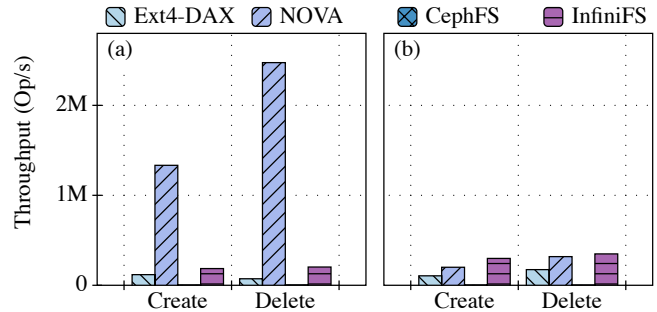 Ext4-DAX NOVA CephFS InfiniFS
(a) (b)
Throughput (Op/s)
2M
1M
0
Create Delete Create Delete